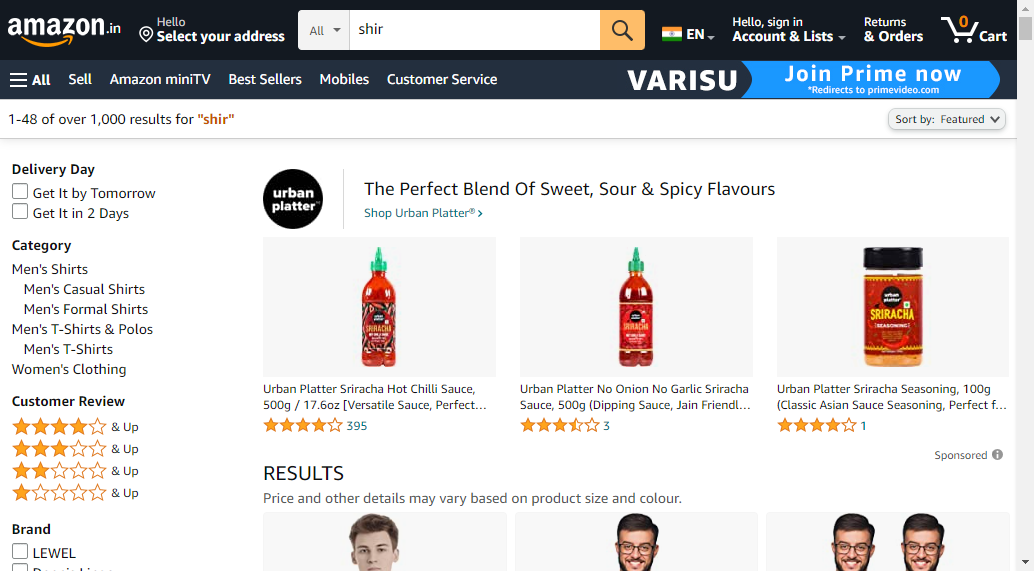 amazon.in
Hello
Select your address
All
shir
EN
Hello, sign in
Account & Lists
Returns
& Orders
0
Cart
All
Sell
Amazon miniTV
Best Sellers
Mobiles
Customer Service
VARISU
Join Prime now
*Redirects to primevideo.com
1-48 of over 1,000 results for "shir"
Sort by: Featured
Delivery Day
Get It by Tomorrow
Get It in 2 Days
Category
Men's Shirts
Men's Casual Shirts
Men's Formal Shirts
Men's T-Shirts & Polos
Men's T-Shirts
Women's Clothing
Customer Review
& Up
& Up
& Up
& Up
Brand
LEWEL
urban
platter
The Perfect Blend Of Sweet, Sour & Spicy Flavours
Shop Urban Platter®
SRIRACHA
SRIRACHA
urban
platter
SRIRACHA
SEASONING
Urban Platter Sriracha Hot Chilli Sauce,
500g / 17.6oz [Versatile Sauce, Perfect…
395
Urban Platter No Onion No Garlic Sriracha
Sauce, 500g (Dipping Sauce, Jain Friendl…
3
Urban Platter Sriracha Seasoning, 100g
(Classic Asian Sauce Seasoning, Perfect f…
1
Sponsored
RESULTS
Price and other details may vary based on product size and colour.